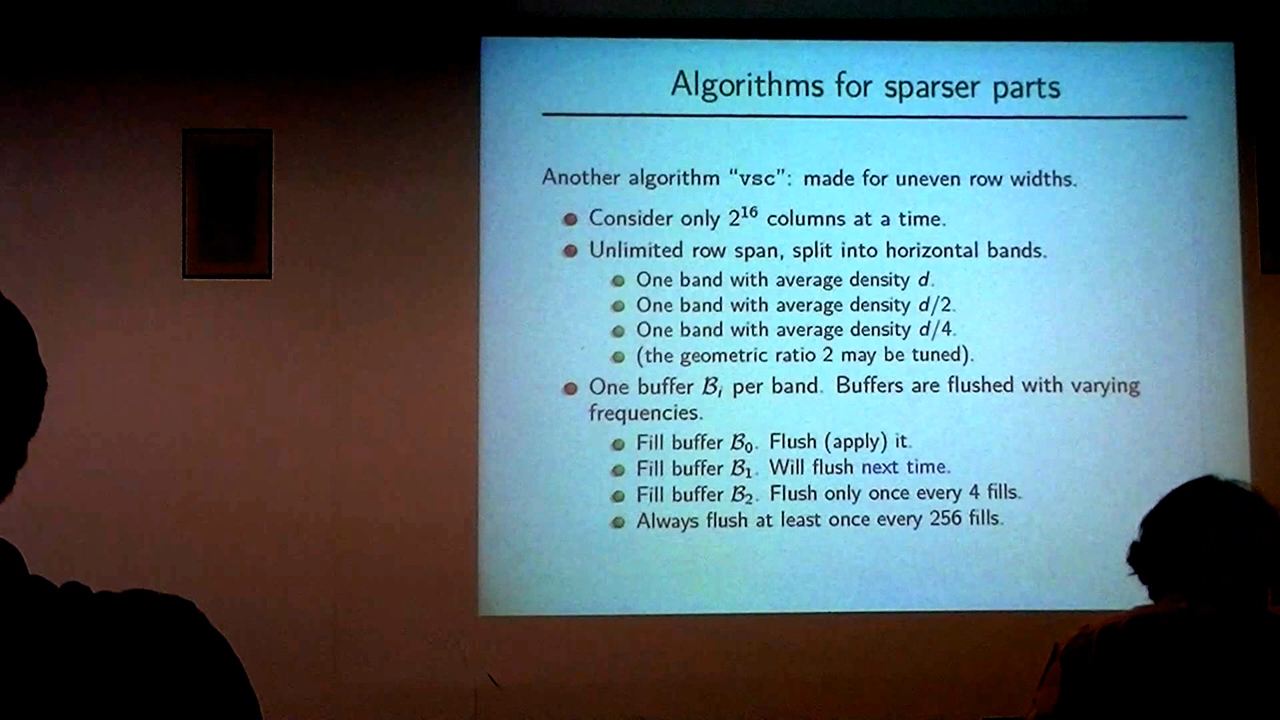 Algorithms for sparser parts
Another algorithm “vsc”: made for uneven row widths.
Consider only 2¹⁶ columns at a time.
Unlimited row span, split into horizontal bands.
One band with average density d.
One band with average density d/2.
One band with average density d/4.
(the geometric ratio 2 may be tuned).
One buffer ℬᵢ per band. Buffers are flushed with varying
frequencies.
Fill buffer ℬ₀. Flush (apply) it.
Fill buffer ℬ₁. Will flush next time.
Fill buffer ℬ₂. Flush only once every 4 fills.
Always flush at least once every 256 fills.